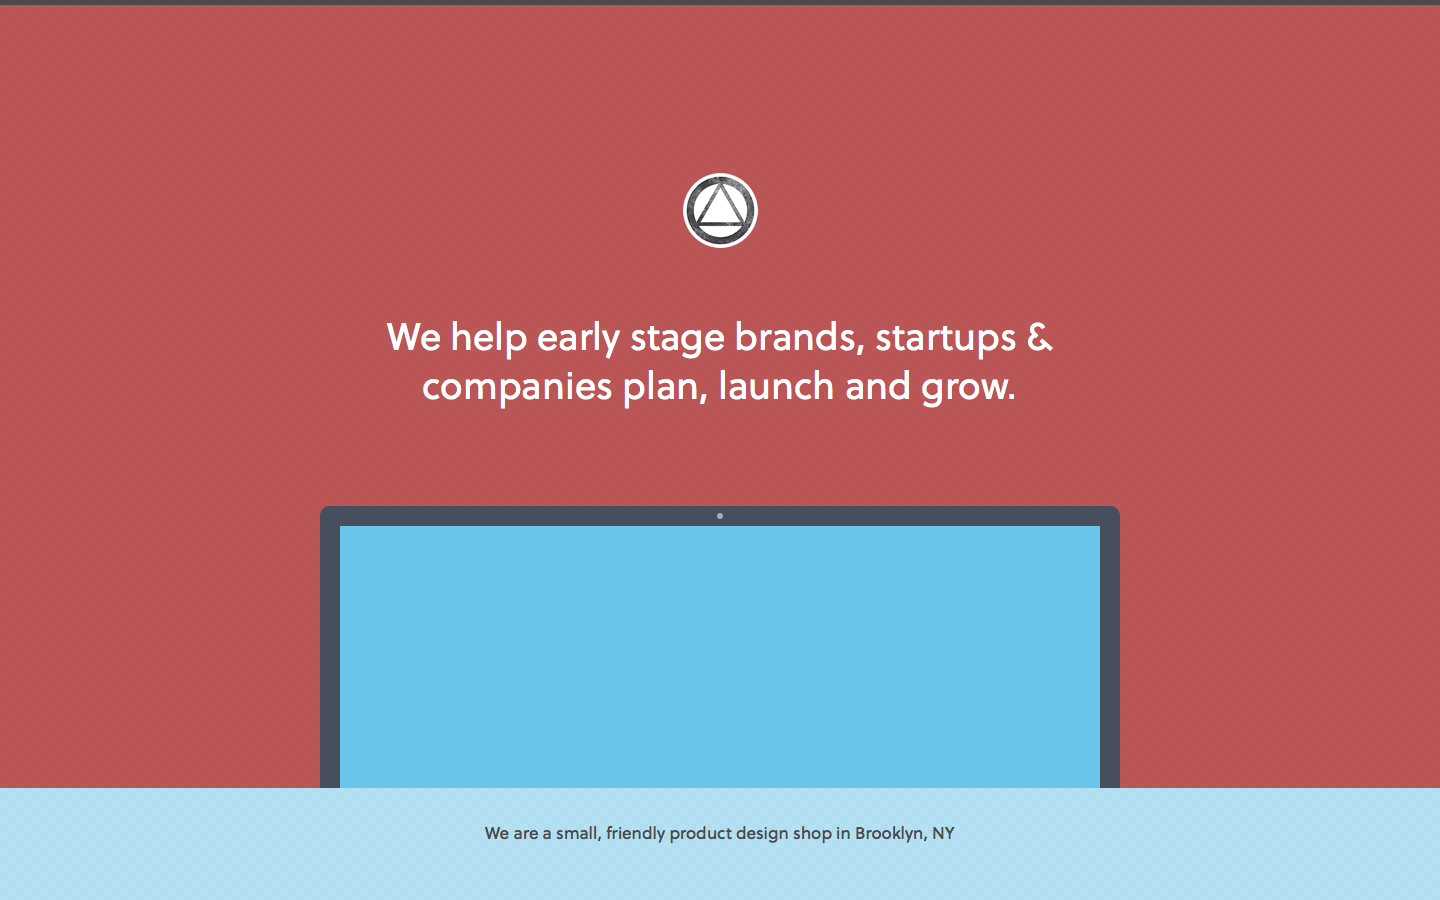 We help early stage brands, startups &
companies plan, launch and grow.
We are a small, friendly product design shop in Brooklyn, NY